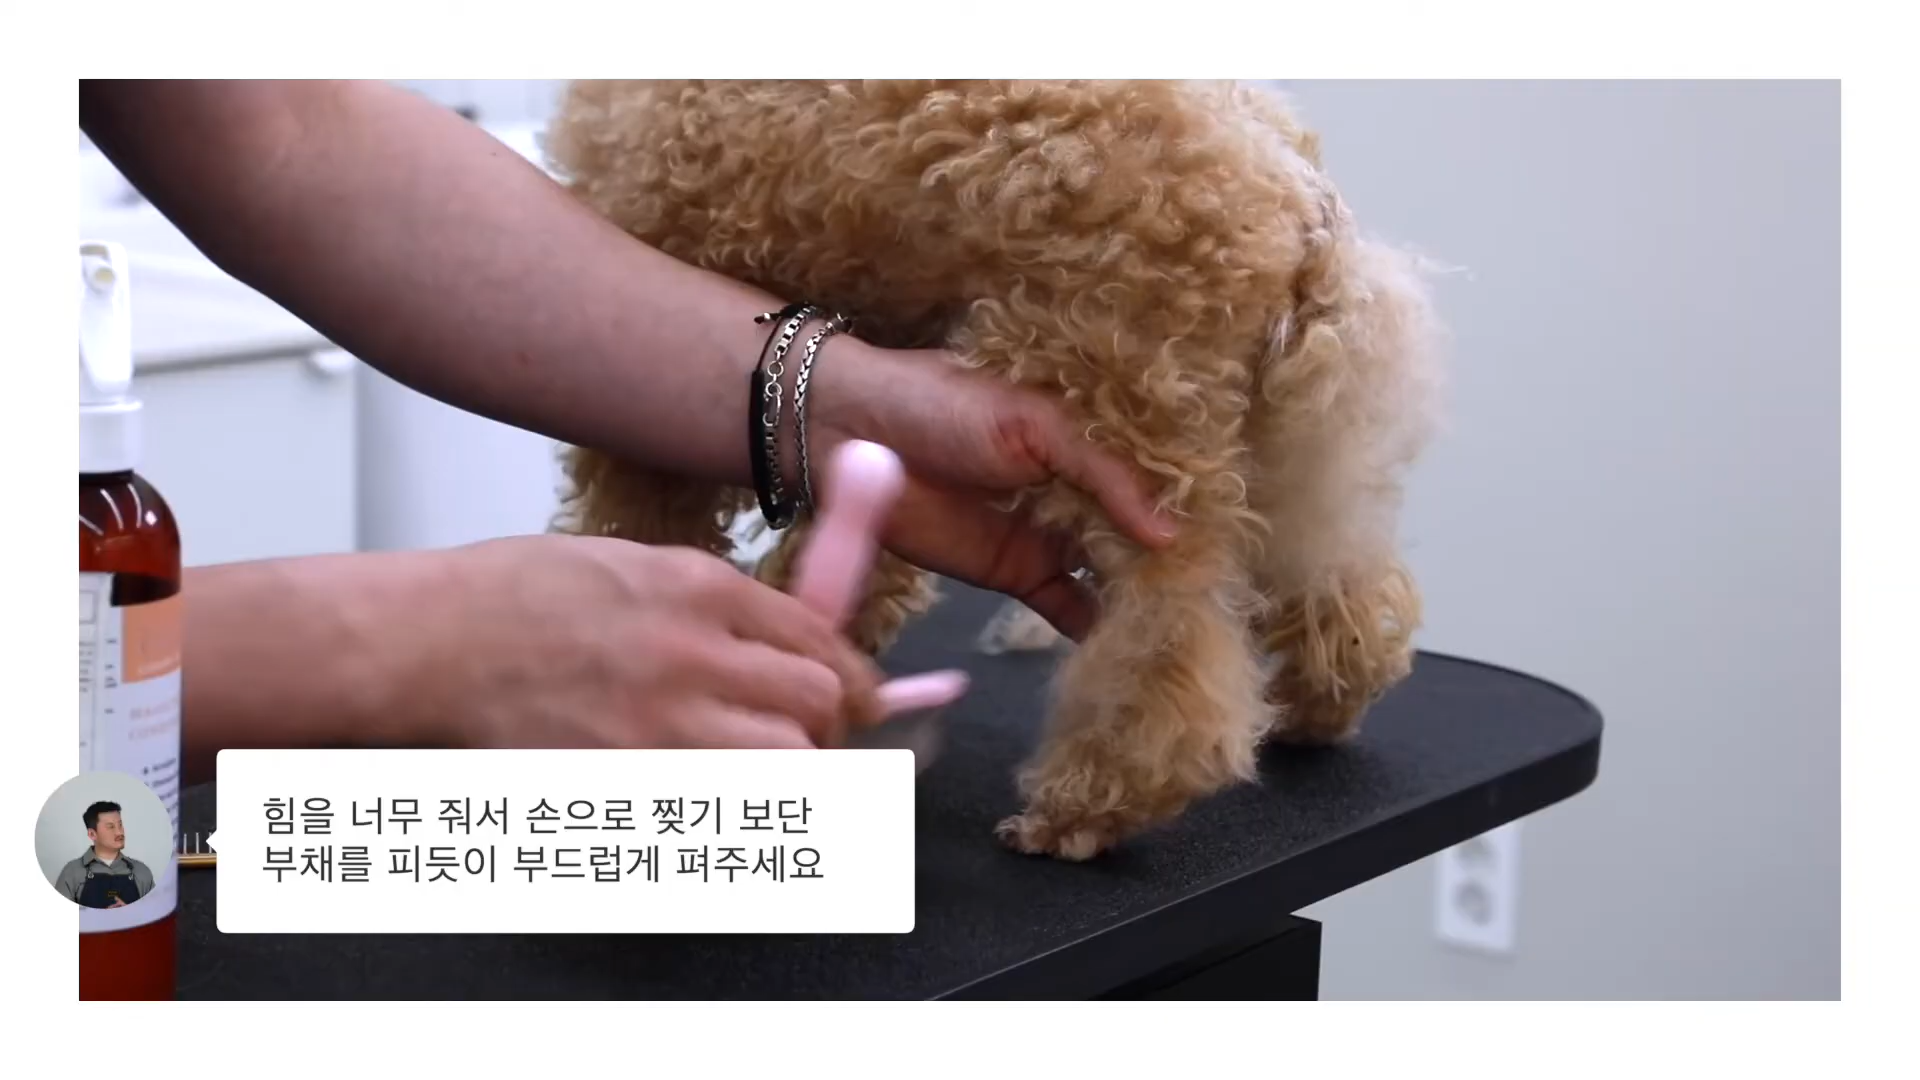 힘을 너무 줘서 손으로 찢기 보단
부채를 피듯이 부드럽게 펴주세요